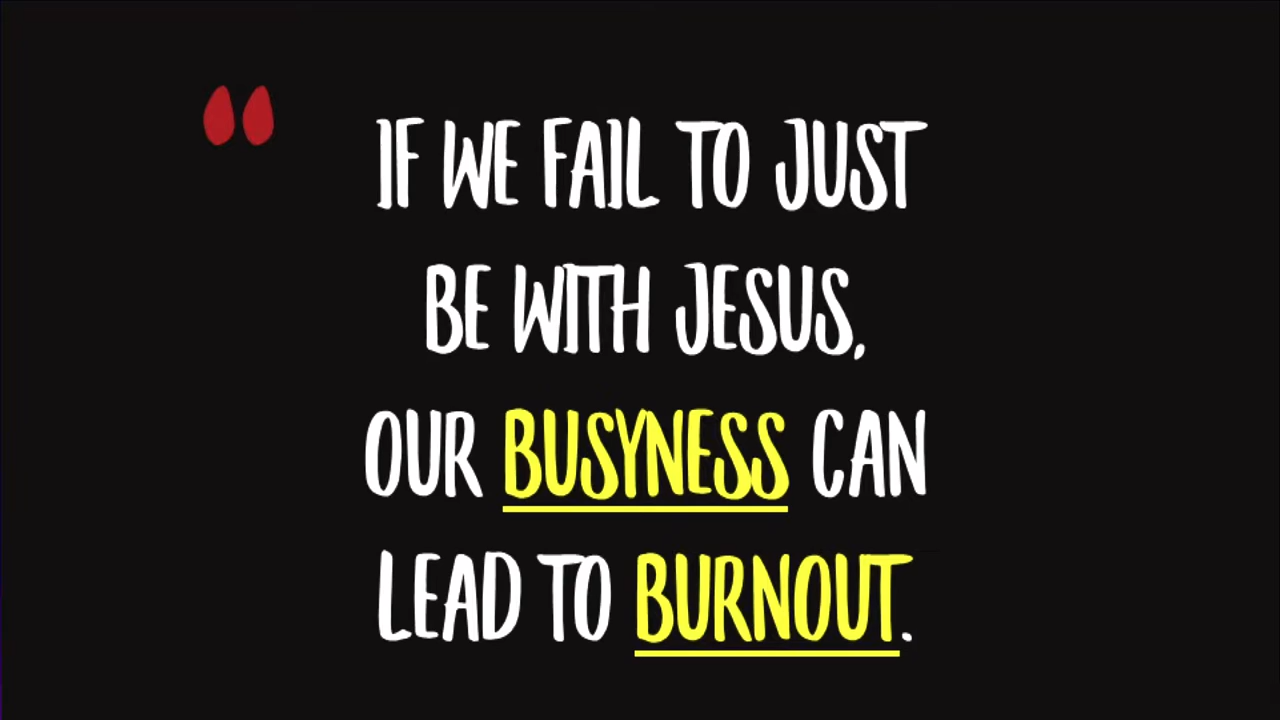 “
IF WE FAIL TO JUST
BE WITH JESUS,
OUR BUSYNESS CAN
LEAD TO BURNOUT.